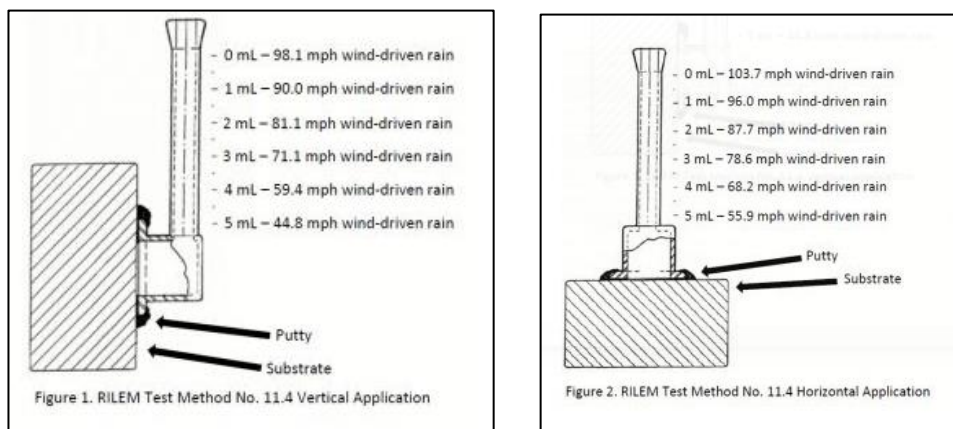 0 mL – 98.1 mph wind-driven rain
1 mL – 90.0 mph wind-driven rain
2 mL – 81.1 mph wind-driven rain
3 mL – 71.1 mph wind-driven rain
4 mL – 59.4 mph wind-driven rain
5 mL – 44.8 mph wind-driven rain
Putty
Substrate
Figure 1. RILEM Test Method No. 11.4 Vertical Application
0 mL – 103.7 mph wind-driven rain
1 mL – 96.0 mph wind-driven rain
2 mL – 87.7 mph wind-driven rain
3 mL – 78.6 mph wind-driven rain
4 mL – 68.2 mph wind-driven rain
5 mL – 55.9 mph wind-driven rain
Putty
Substrate
Figure 2. RILEM Test Method No. 11.4 Horizontal Application